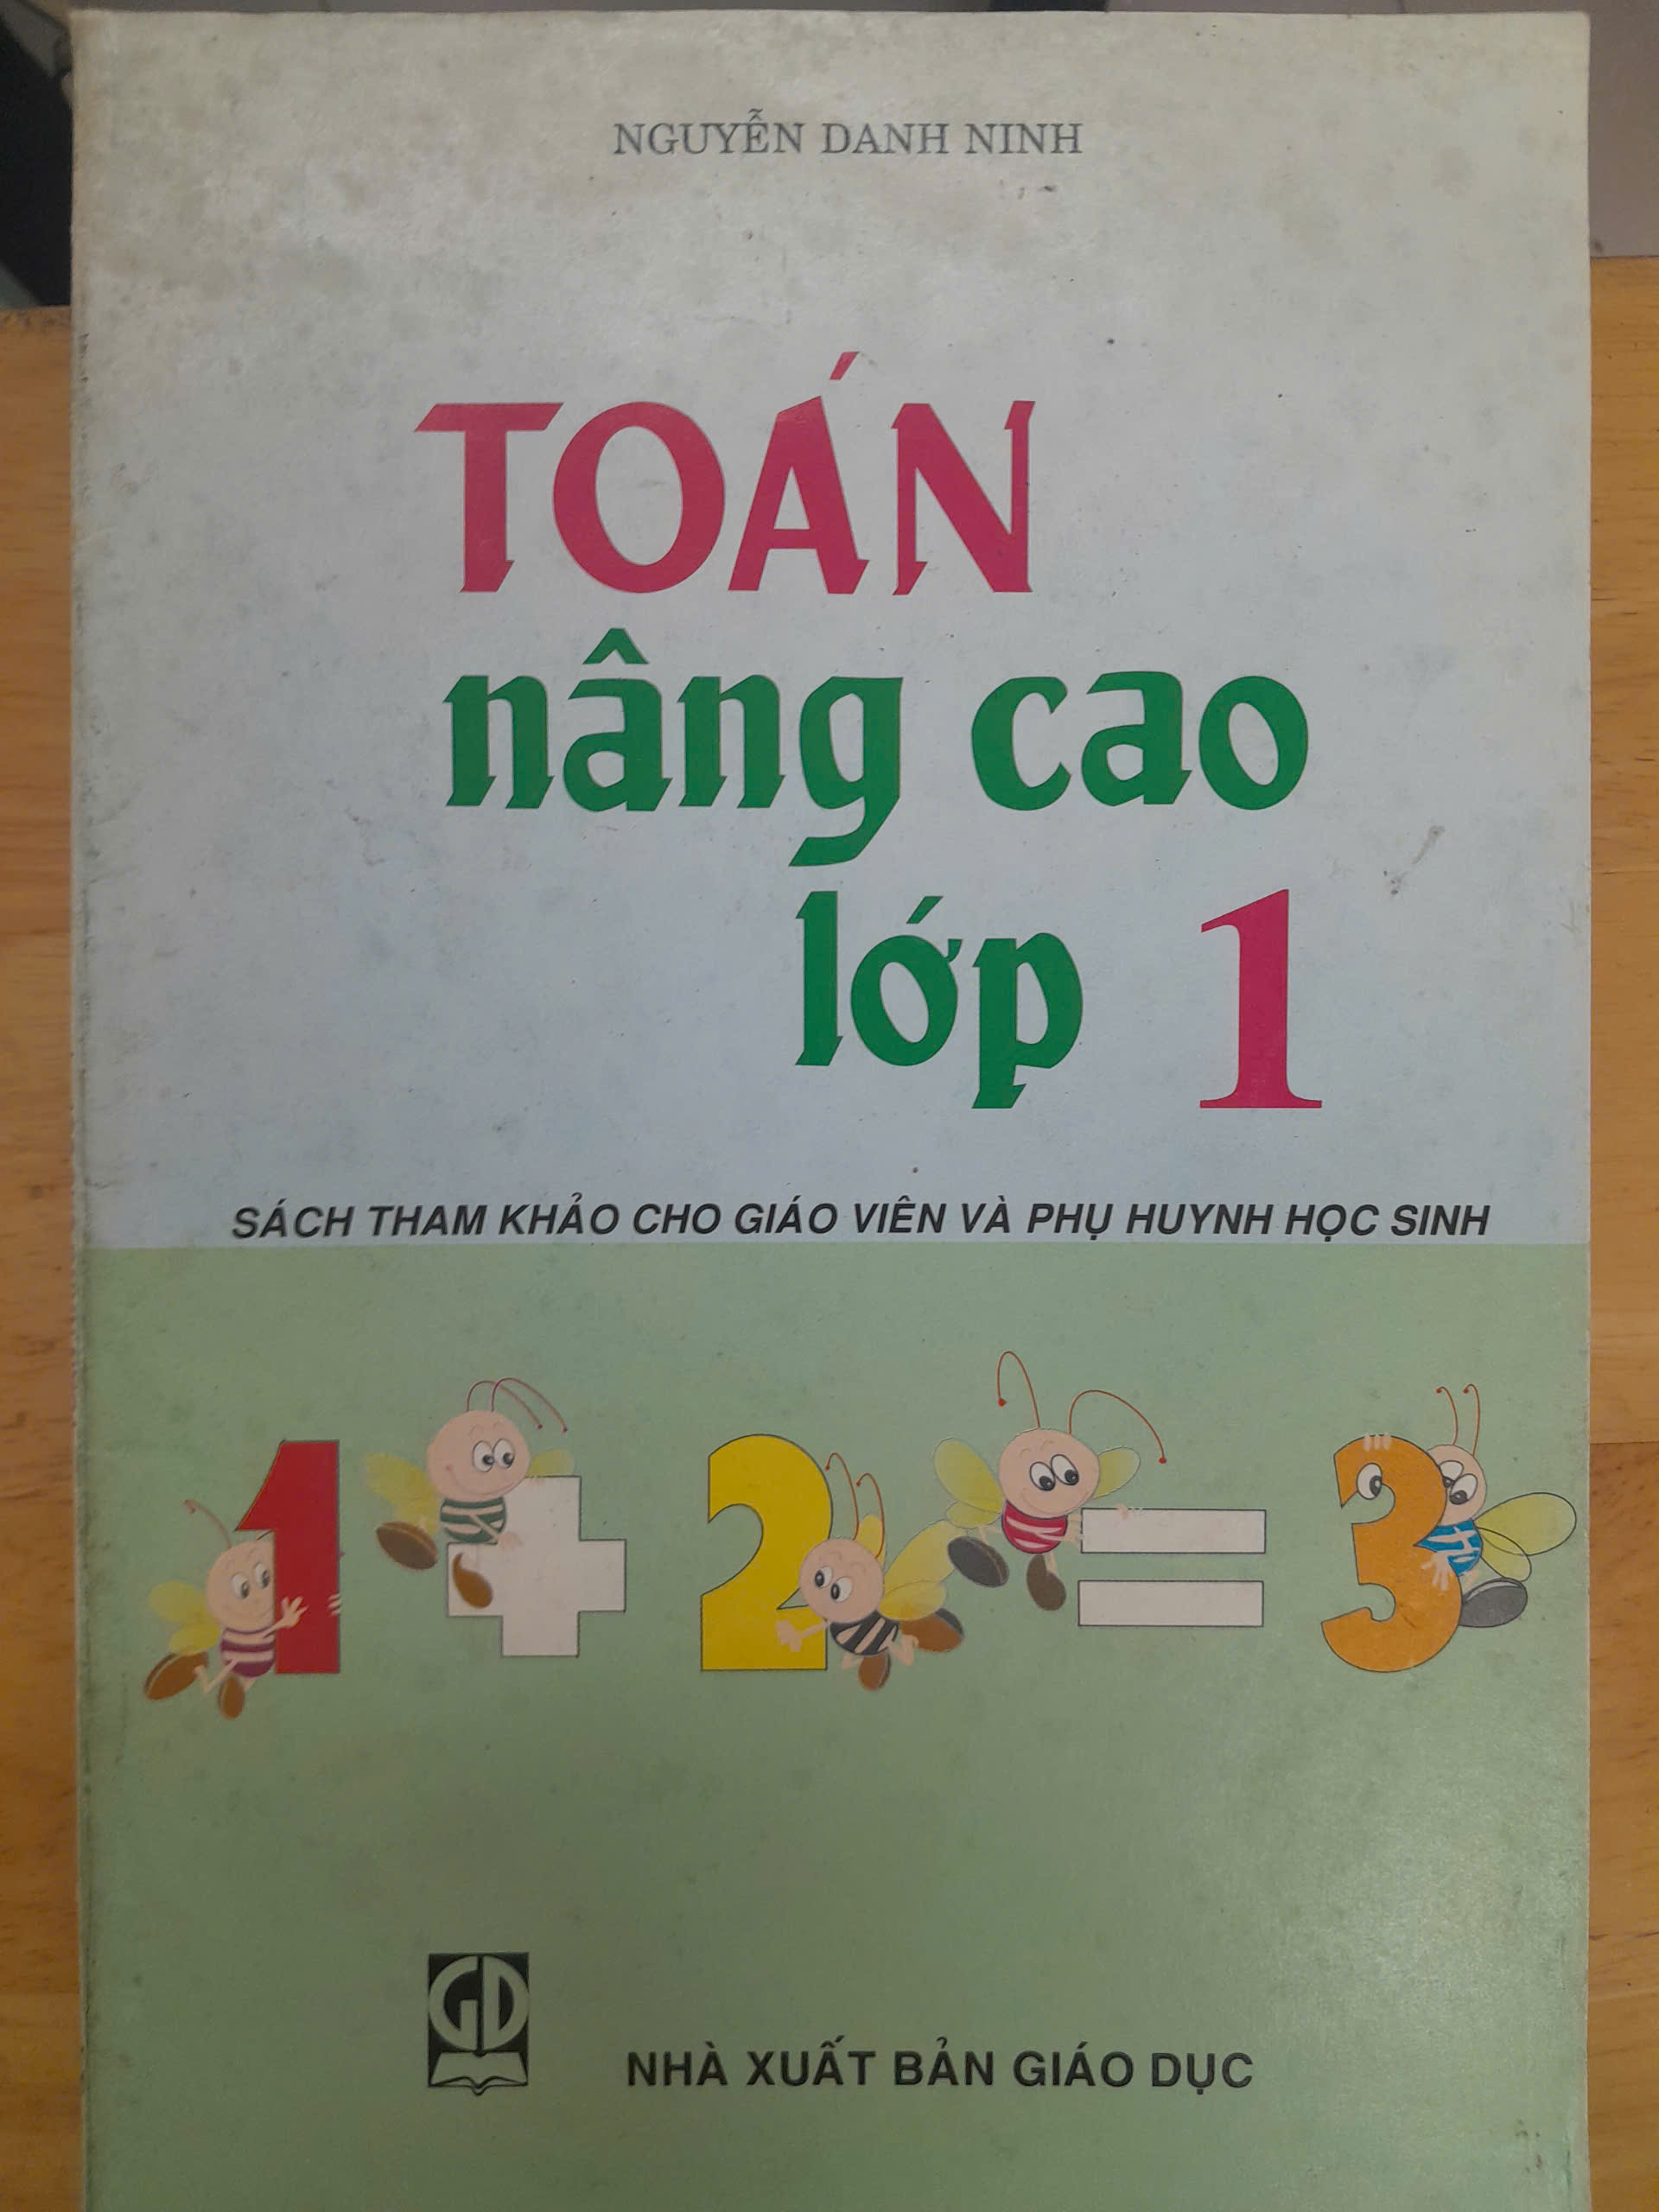 NGUYỄN DANH NINH
TOÁN
nâng cao
lớp 1
SÁCH THAM KHẢO CHO GIÁO VIÊN VÀ PHỤ HUYNH HỌC SINH
1 + 2 = 3
GD
NHÀ XUẤT BẢN GIÁO DỤC